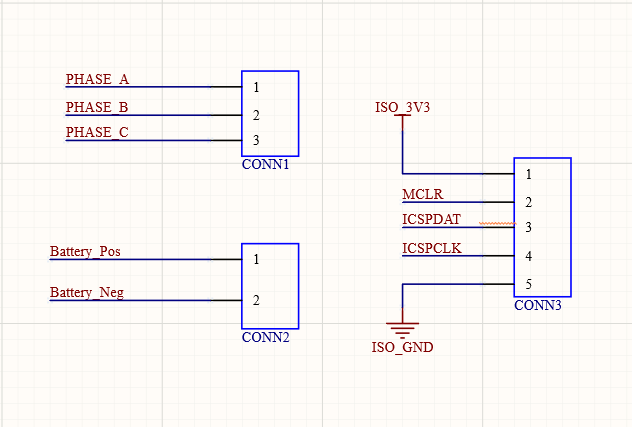 PHASE_A
1
PHASE_B
2
PHASE_C
3
CONN1
Battery_Pos
1
Battery_Neg
2
CONN2
ISO_3V3
1
MCLR
2
ICSPDAT
3
ICSPCLK
4
5
CONN3
ISO_GND